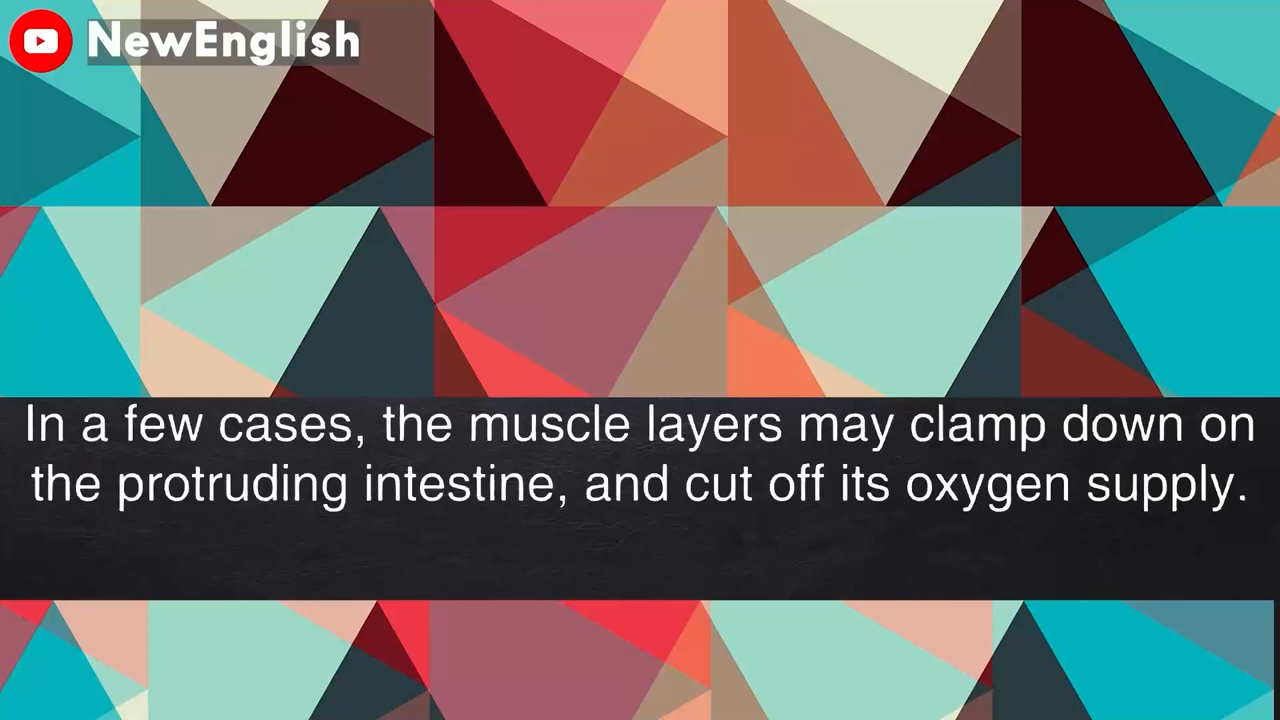 NewEnglish
In a few cases, the muscle layers may clamp down on
the protruding intestine, and cut off its oxygen supply.